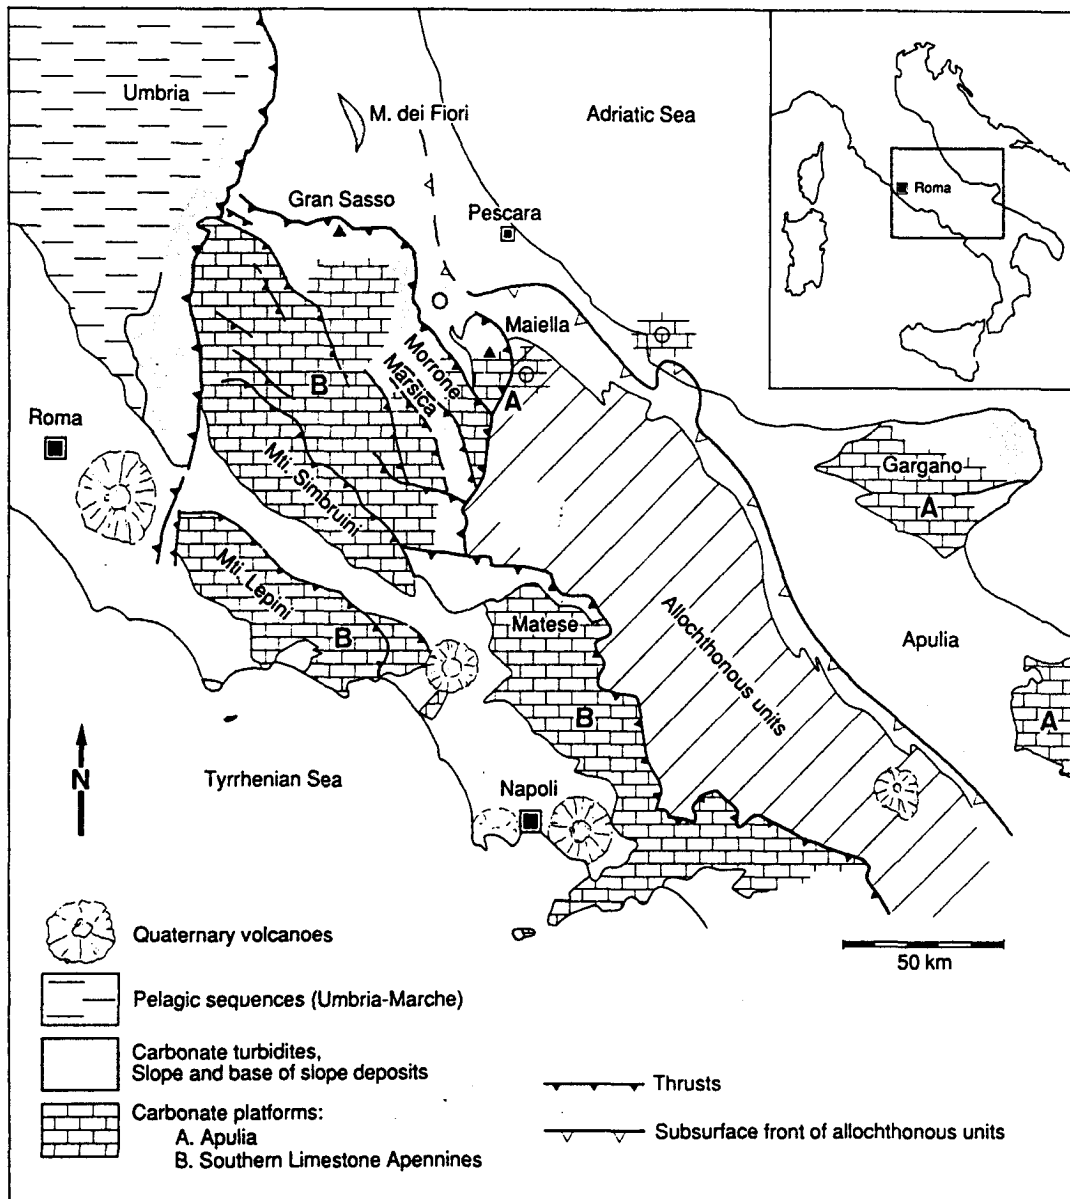 Umbria
M. dei Fiori
Adriatic Sea
Roma
Gran Sasso
Pescara
Maiella
Morrone
Marsica
B
A
Roma
Gargano
A
Mti. Simbruini
Mti. Lepini
B
Matese
Allochthonous units
Apulia
B
A
N
Tyrrhenian Sea
Napoli
Quaternary volcanoes
50 km
Pelagic sequences (Umbria-Marche)
Carbonate turbidites,
Slope and base of slope deposits
Thrusts
Carbonate platforms:
A. Apulia
B. Southern Limestone Apennines
Subsurface front of allochthonous units